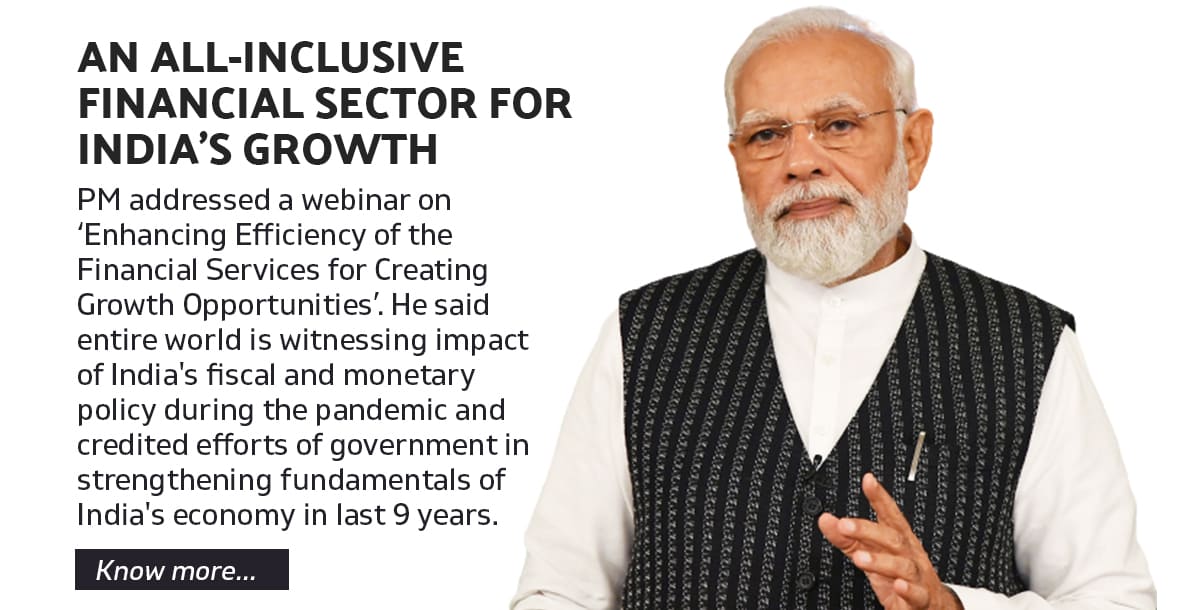 AN ALL-INCLUSIVE
FINANCIAL SECTOR FOR
INDIA’S GROWTH
PM addressed a webinar on
‘Enhancing Efficiency of the
Financial Services for Creating
Growth Opportunities’. He said
entire world is witnessing impact
of India's fiscal and monetary
policy during the pandemic and
credited efforts of government in
strengthening fundamentals of
India's economy in last 9 years.
Know more...